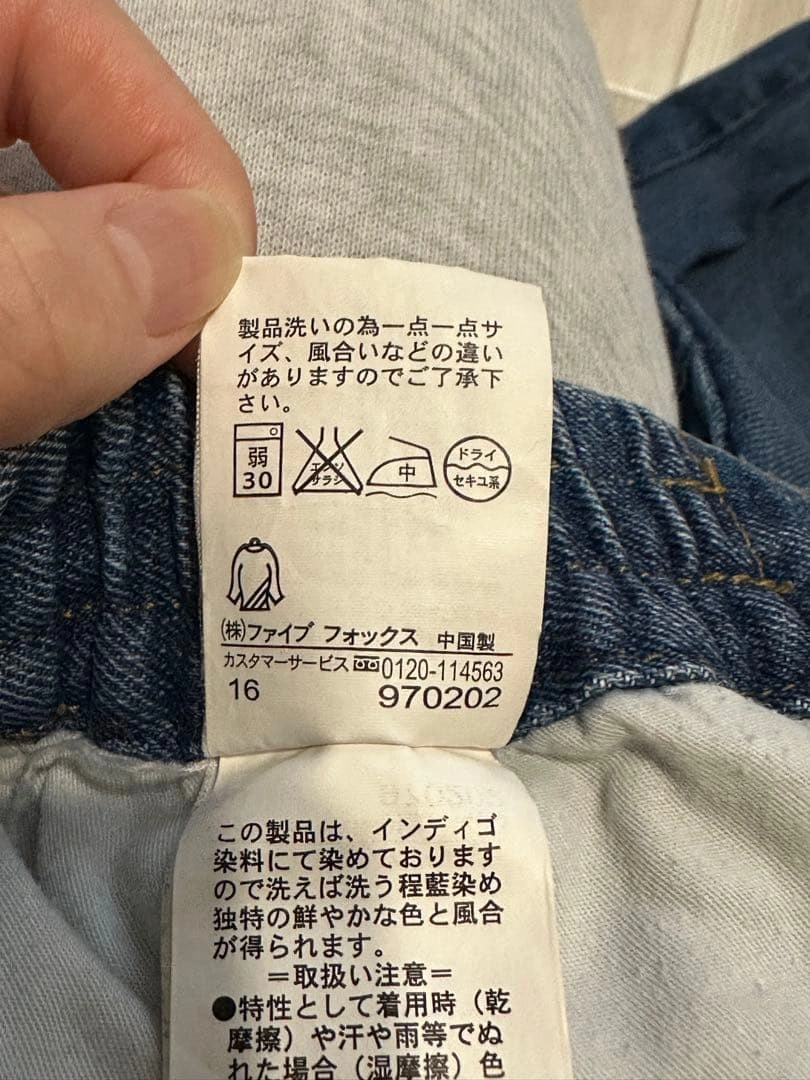 製品洗いの為一点一点サ
イズ、風合いなどの違い
がありますのでご了承下
さい。
弱 30 エンソ サラシ 中 ドライ セキユ系
(株)ファイブ フォックス 中国製
カスタマーサービス 0120-114563
16 970202
この製品は、インディゴ
染料にて染めております
ので洗えば洗う程藍染め
独特の鮮やかな色と風合
が得られます。
=取扱い注意=
●特性として着用時(乾
摩擦)や汗や雨等でぬ
れた場合(湿摩擦)色